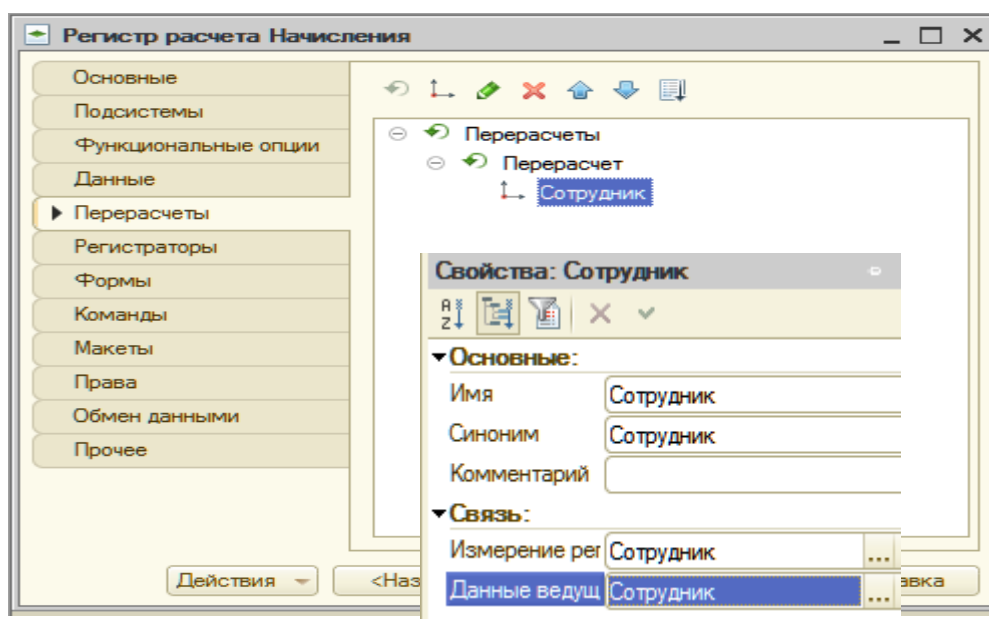 Регистр расчета Начисления
Основные
Подсистемы
Функциональные опции
Данные
Перерасчеты
Регистраторы
Формы
Команды
Макеты
Права
Обмен данными
Прочее
Перерасчеты
Перерасчет
Сотрудник
Свойства: Сотрудник
Основные:
Имя Сотрудник
Синоним Сотрудник
Комментарий
Связь:
Измерение рег Сотрудник ...
Данные ведущ Сотрудник ...
Действия <Наз авка